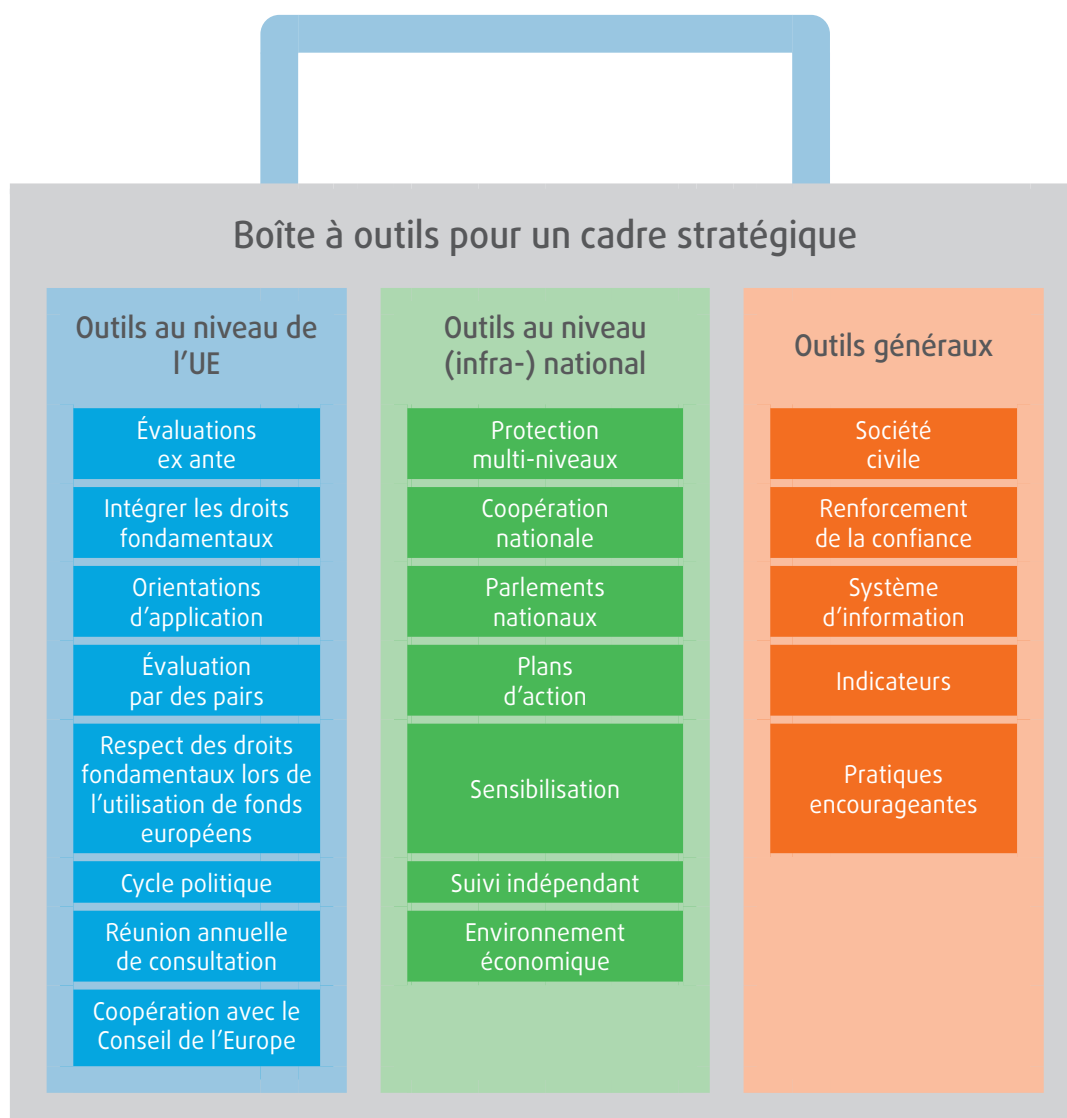 Boîte à outils pour un cadre stratégique
Outils au niveau de
l'UE
Évaluations
ex ante
Intégrer les droits
fondamentaux
Orientations
d'application
Évaluation
par des pairs
Respect des droits
fondamentaux lors de
l'utilisation de fonds
européens
Cycle politique
Réunion annuelle
de consultation
Coopération avec le
Conseil de l'Europe
Outils au niveau
(infra-) national
Protection
multi-niveaux
Coopération
nationale
Parlements
nationaux
Plans
d'action
Sensibilisation
Suivi indépendant
Environnement
économique
Outils généraux
Société
civile
Renforcement
de la confiance
Système
d'information
Indicateurs
Pratiques
encourageantes